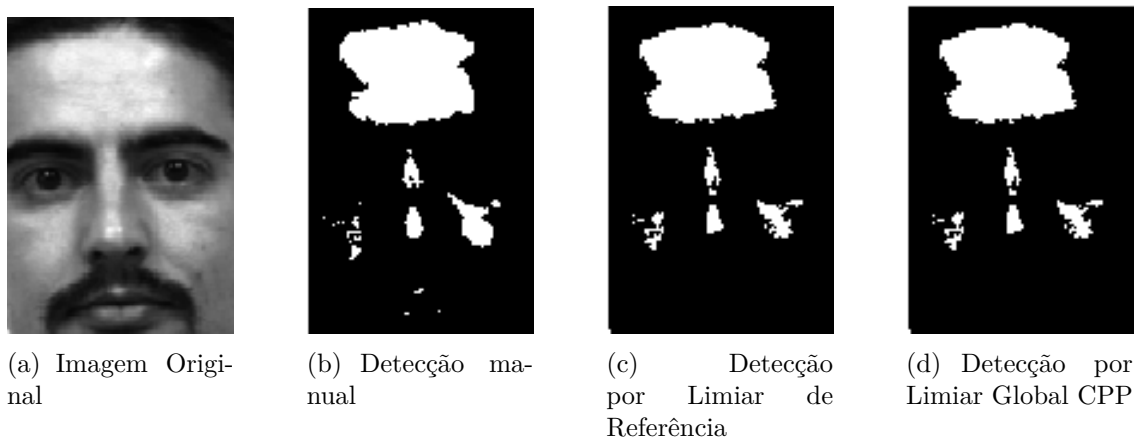 (a) Imagem Origi-
nal
(b) Detecção ma-
nual
(c) Detecção
por Limiar de
Referência
(d) Detecção por
Limiar Global CPP